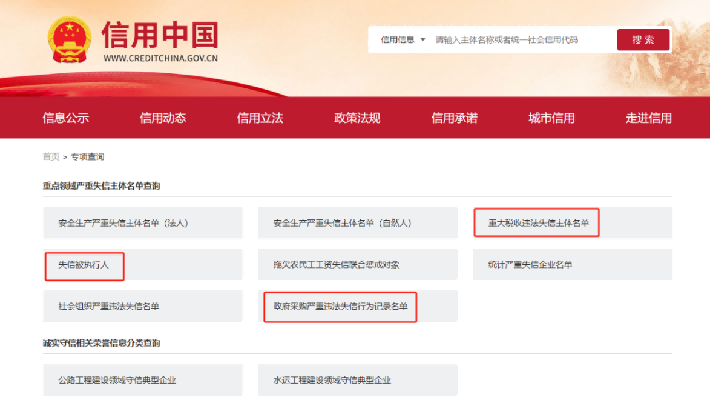 信用中国
WWW.CREDITCHINA.GOV.CN
信用信息 请输入主体名称或者统一社会信用代码 搜索
信息公示 信用动态 信用立法 政策法规 信用承诺 城市信用 走进信用
首页 > 专项查询
重点领域严重失信主体名单查询
安全生产严重失信主体名单（法人） 安全生产严重失信主体名单（自然人） 重大税收违法失信主体名单
失信被执行人 拖欠农民工工资失信联合惩戒对象 统计严重失信企业名单
社会组织严重违法失信名单 政府采购严重违法失信行为记录名单
诚实守信相关荣誉信息分类查询
公路工程建设领域守信典型企业 水运工程建设领域守信典型企业